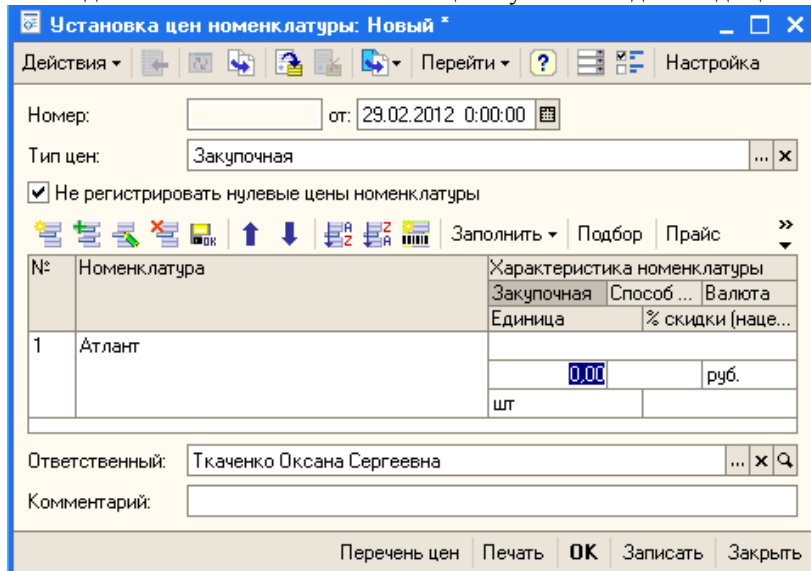 Установка цен номенклатуры: Новый *
Действия Перейти ? Настройка
Номер: от: 29.02.2012 0:00:00
Тип цен: Закупочная ... x
Не регистрировать нулевые цены номенклатуры
Заполнить Подбор Прайс »
№ Номенклатура Характеристика номенклатуры
Закупочная Способ ... Валюта
Единица % скидки (наце...
1 Атлант
0,00 руб.
шт
Ответственный: Ткаченко Оксана Сергеевна ... x
Комментарий:
Перечень цен Печать OK Записать Закрыть